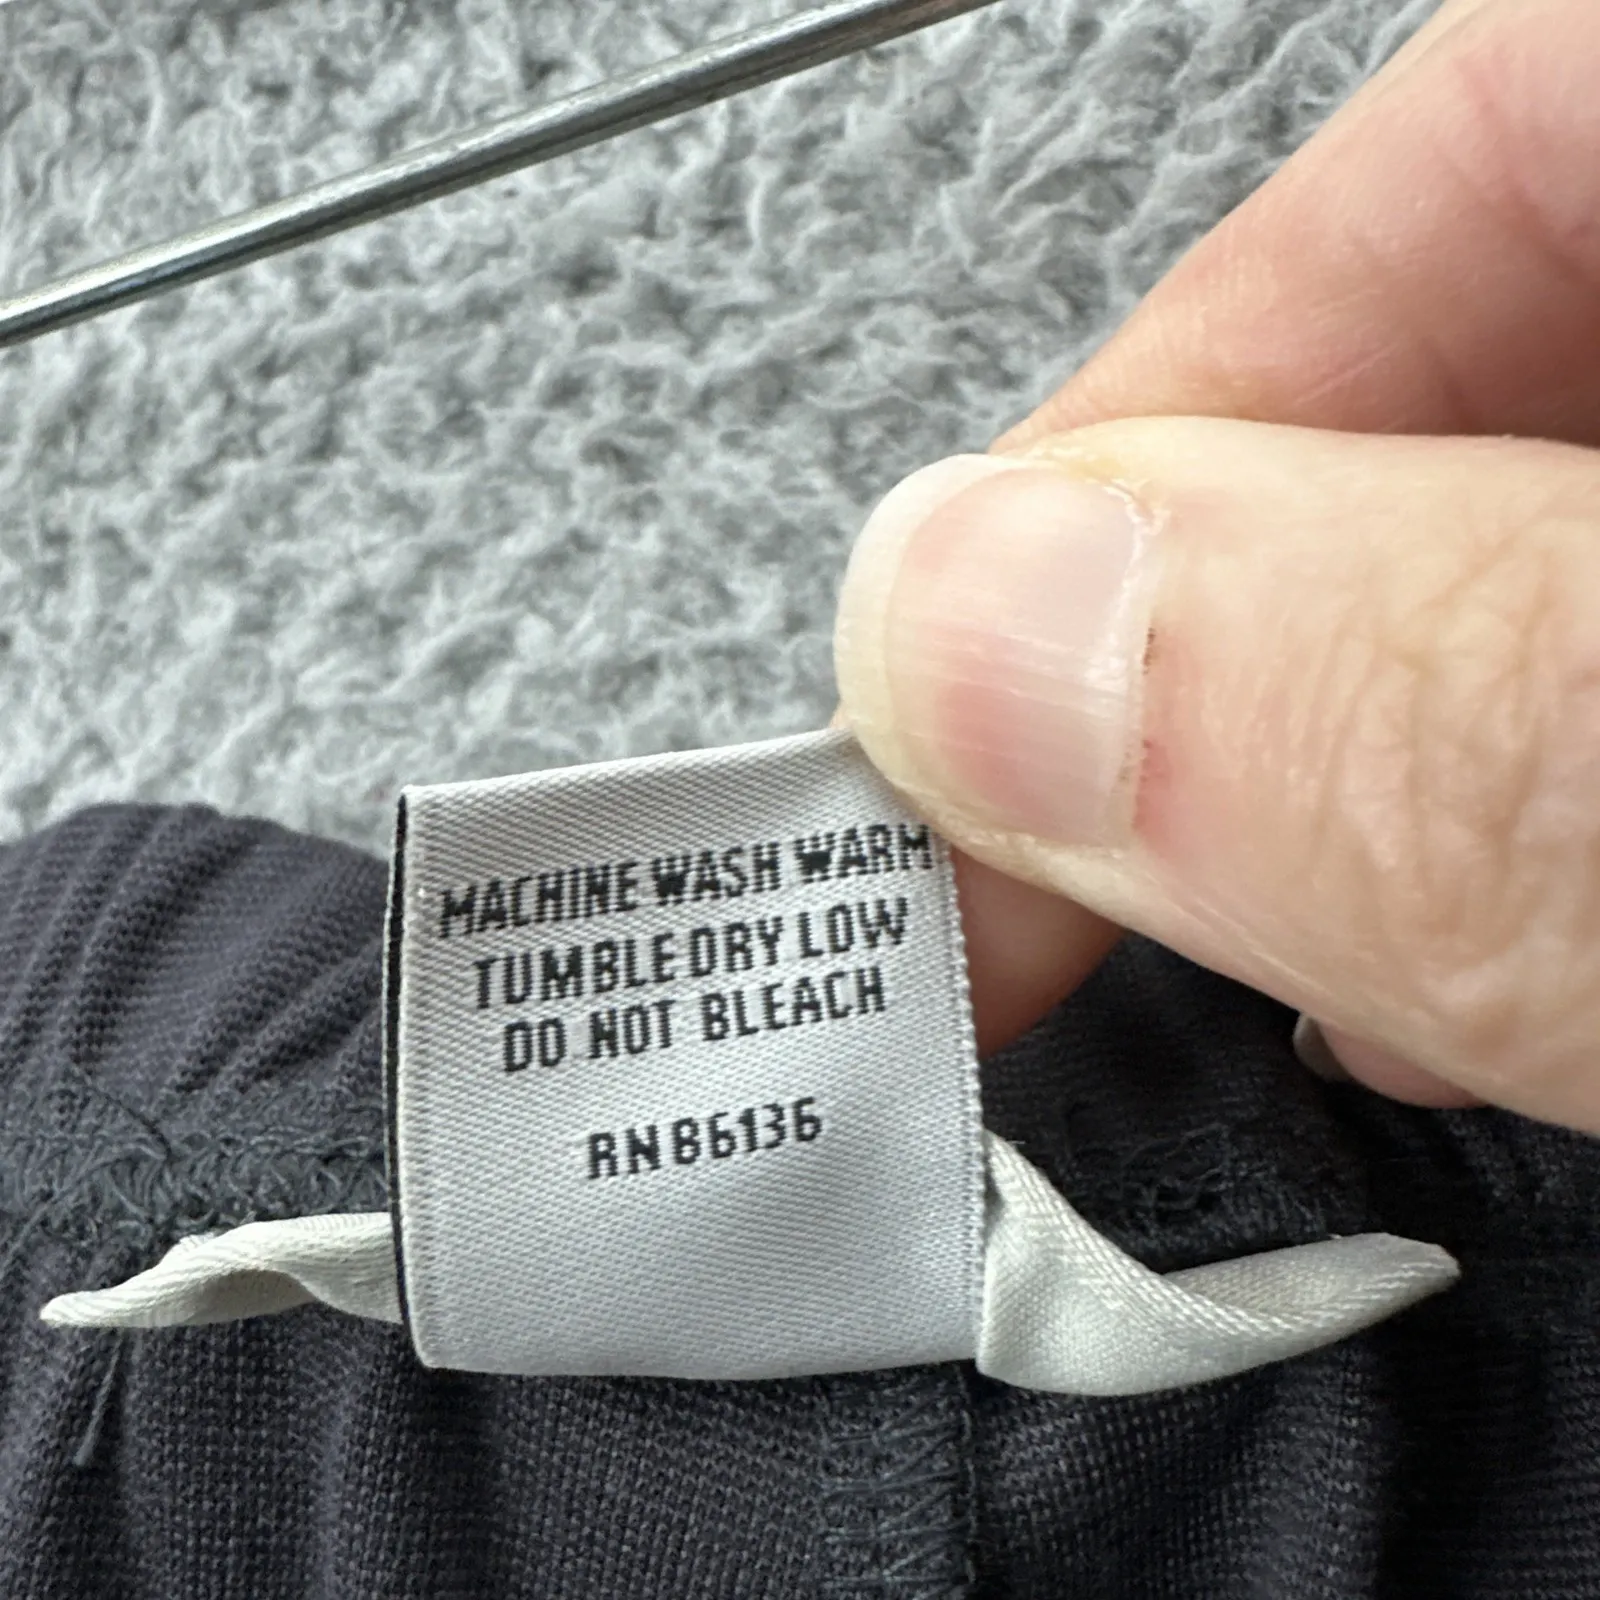 MACHINE WASH WARM
TUMBLE DRY LOW
DO NOT BLEACH
RN 86136